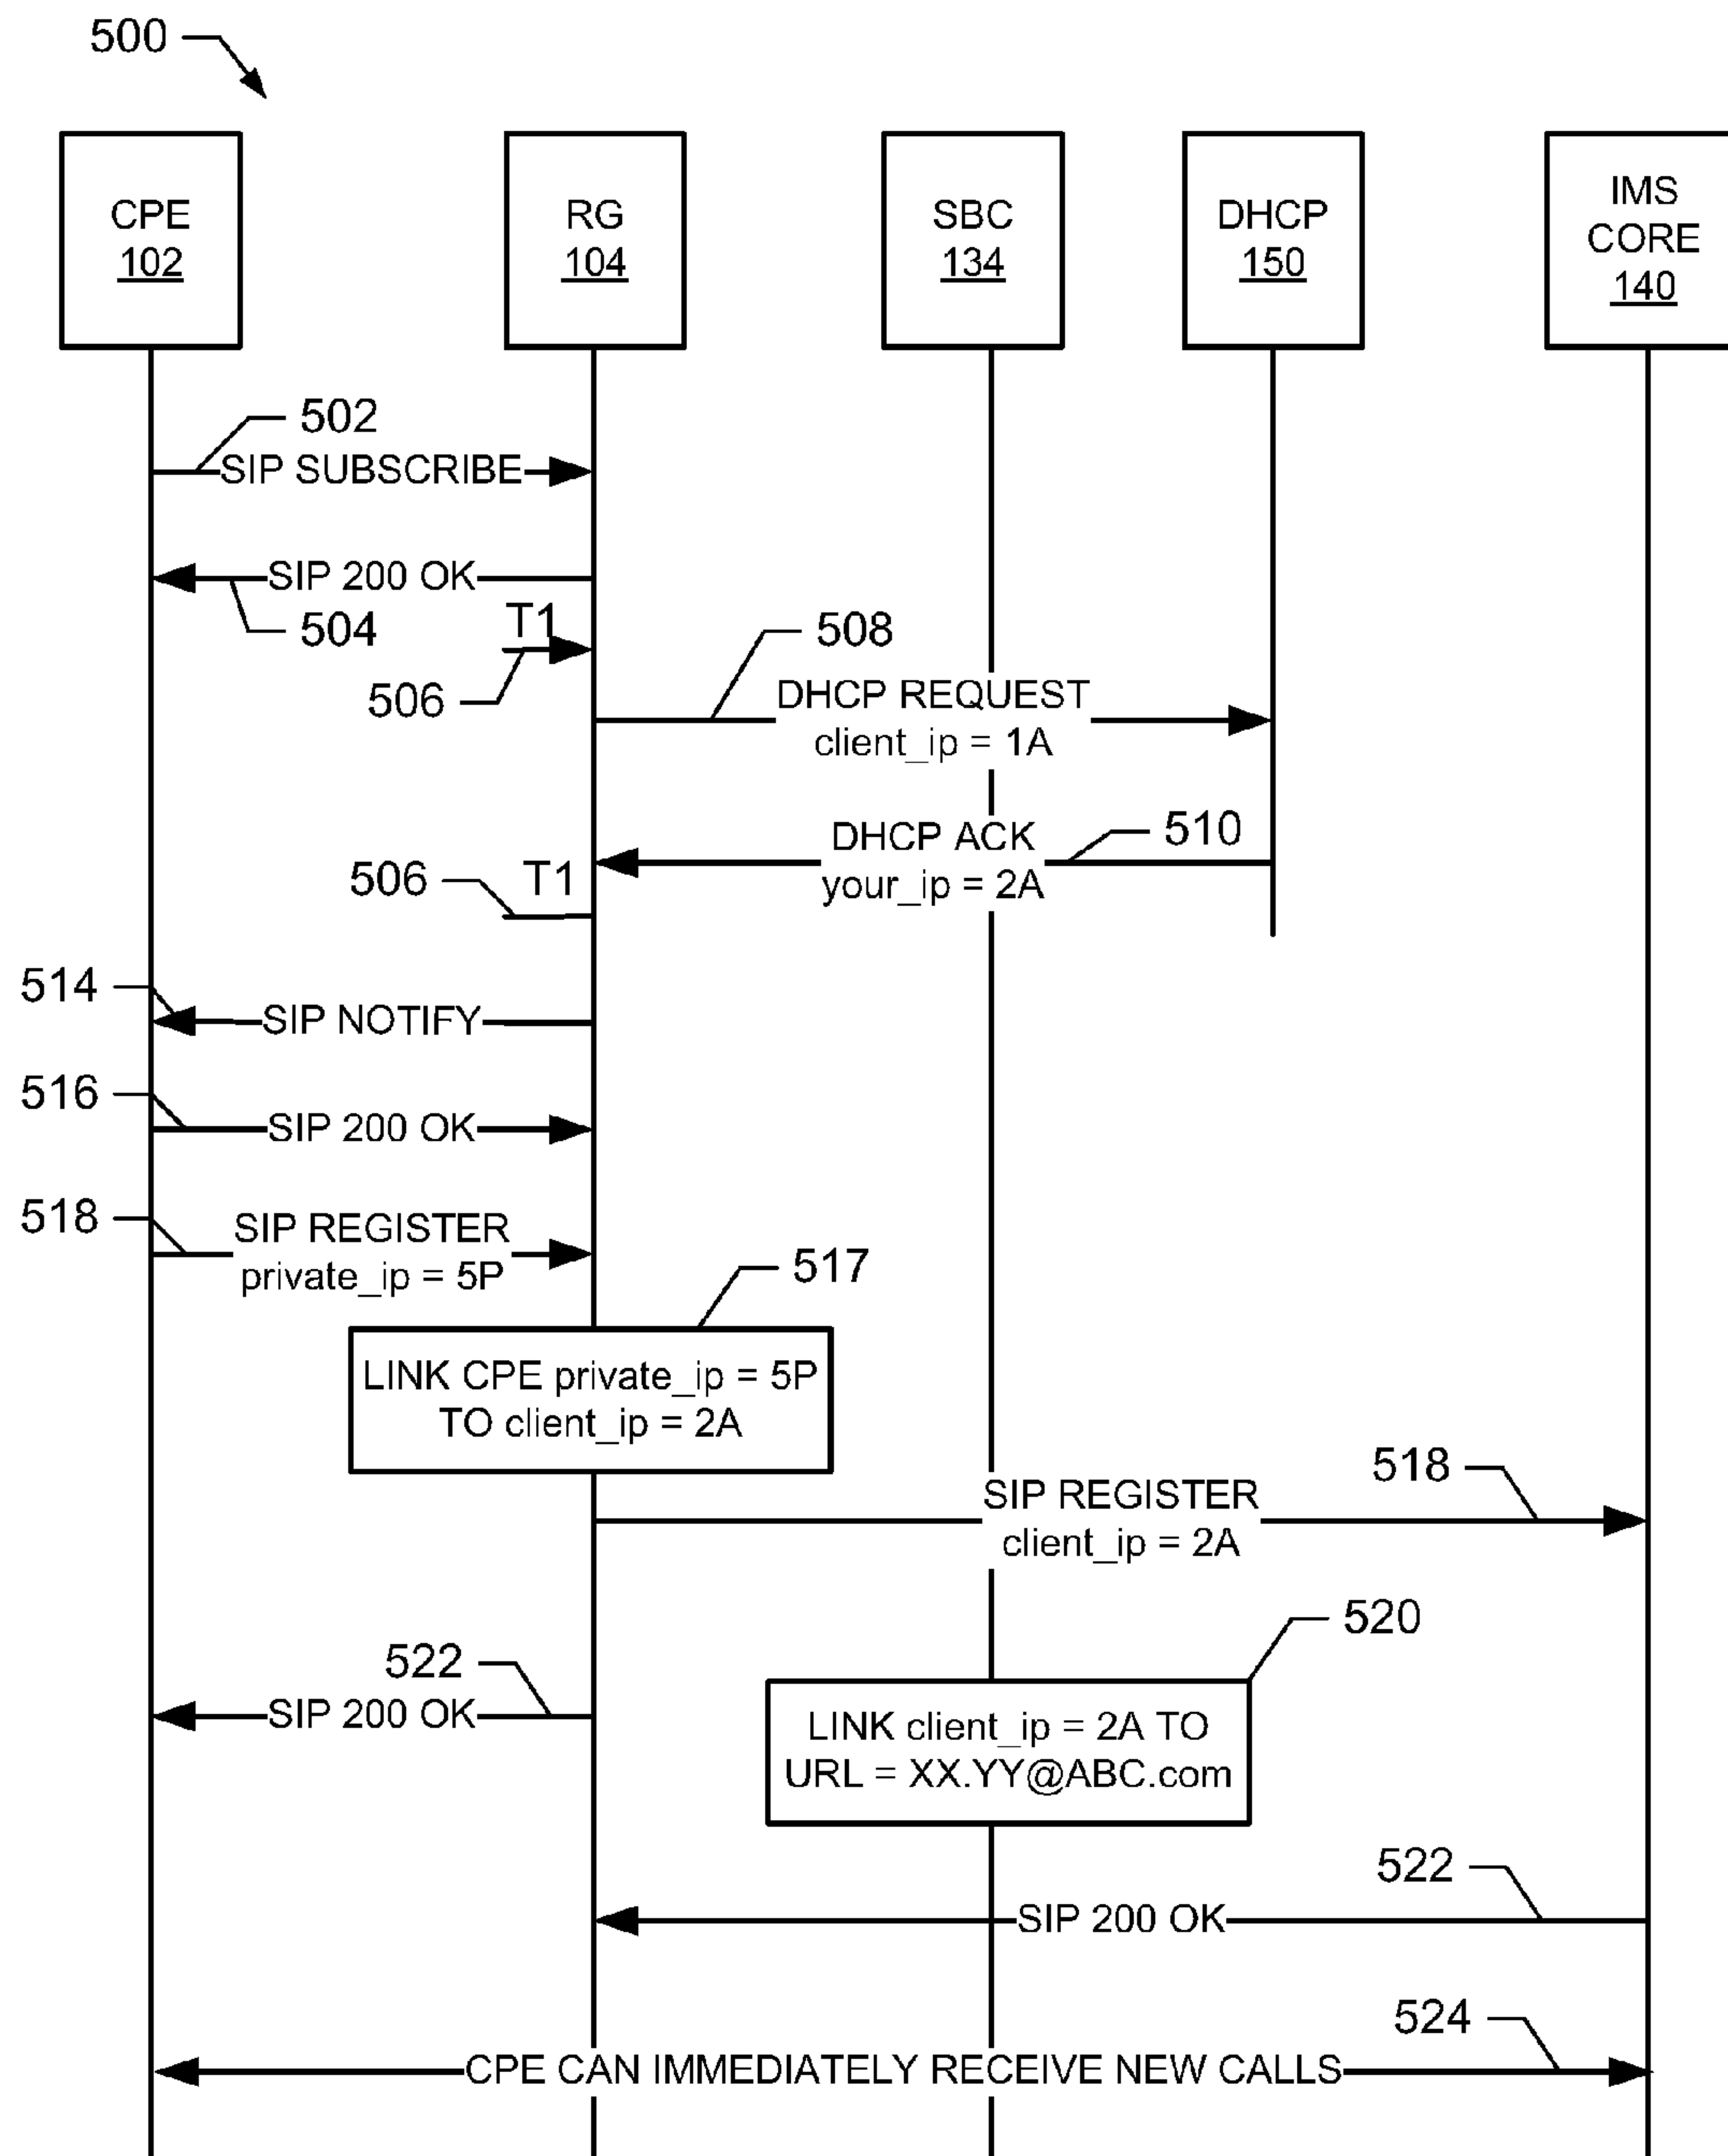 500
CPE
102
RG
104
SBC
134
DHCP
150
IMS
CORE
140
502
SIP SUBSCRIBE
SIP 200 OK
504
T1
506
508
DHCP REQUEST
client_ip = 1A
DHCP ACK
your_ip = 2A
510
506
T1
514
SIP NOTIFY
516
SIP 200 OK
518
SIP REGISTER
private_ip = 5P
517
LINK CPE private_ip = 5P
TO client_ip = 2A
518
SIP REGISTER
client_ip = 2A
520
522
SIP 200 OK
LINK client_ip = 2A TO
URL = XX.YY@ABC.com
522
SIP 200 OK
524
CPE CAN IMMEDIATELY RECEIVE NEW CALLS